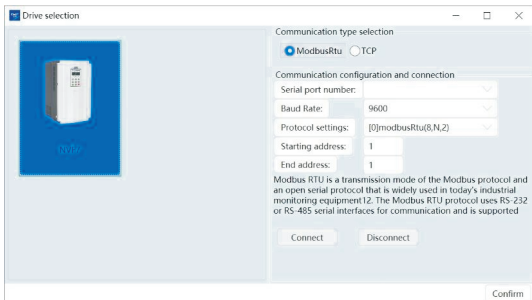 Drive selection
Communication type selection
ModbusRtu
TCP
Communication configuration and connection
Serial port number:
Baud Rate:
9600
Protocol settings:
[0]modbusRtu(8,N,2)
Starting address:
1
End address:
1
Modbus RTU is a transmission mode of the Modbus protocol and
an open serial protocol that is widely used in today's industrial
monitoring equipment12. The Modbus RTU protocol uses RS-232
or RS-485 serial interfaces for communication and is supported
Connect
Disconnect
Confirm